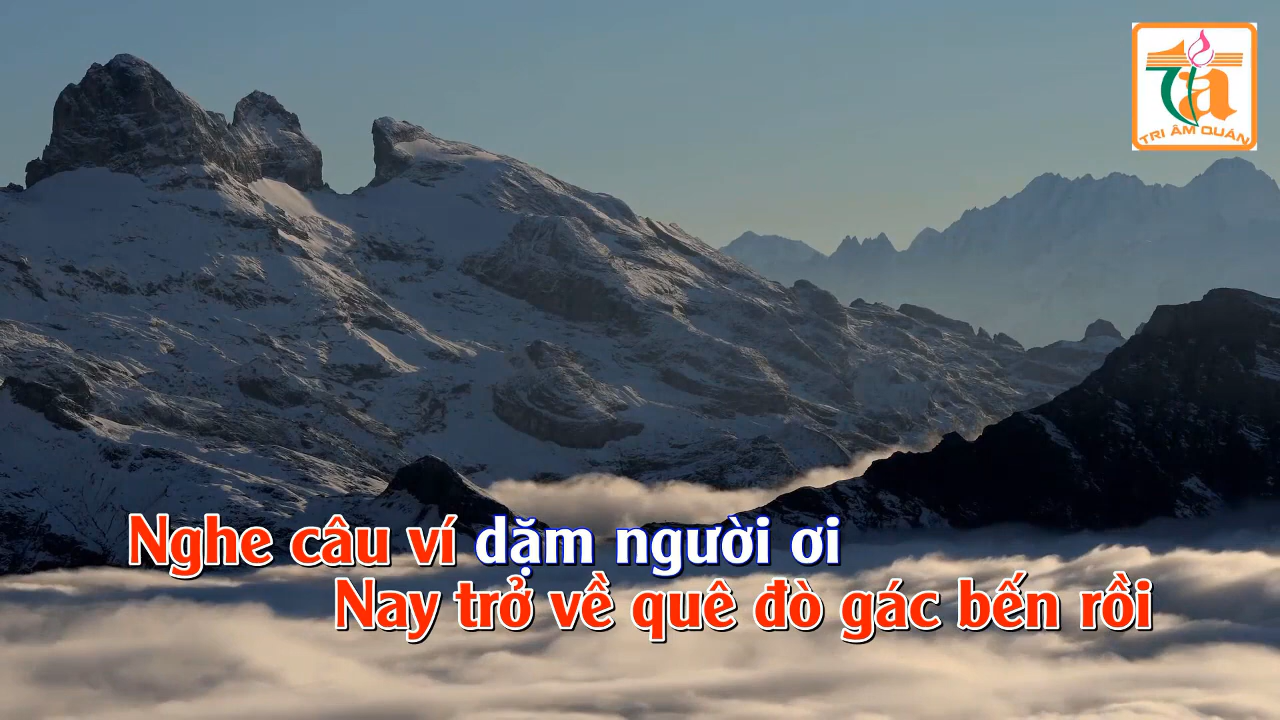 TRI ÂM QUÁN
Nghe câu ví dặm người ơi
Nay trở về quê đò gác bến rồi